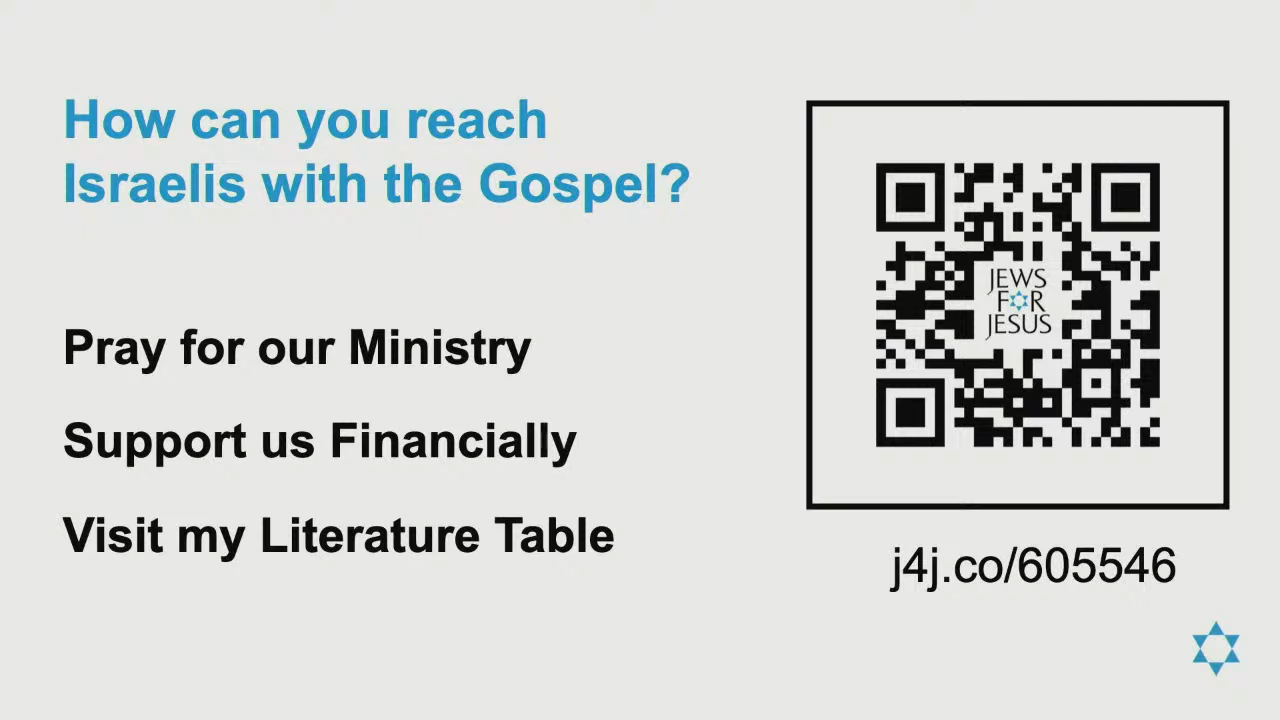 How can you reach
Israelis with the Gospel?
Pray for our Ministry
Support us Financially
Visit my Literature Table
JEWS
FOR
JESUS
j4j.co/605546